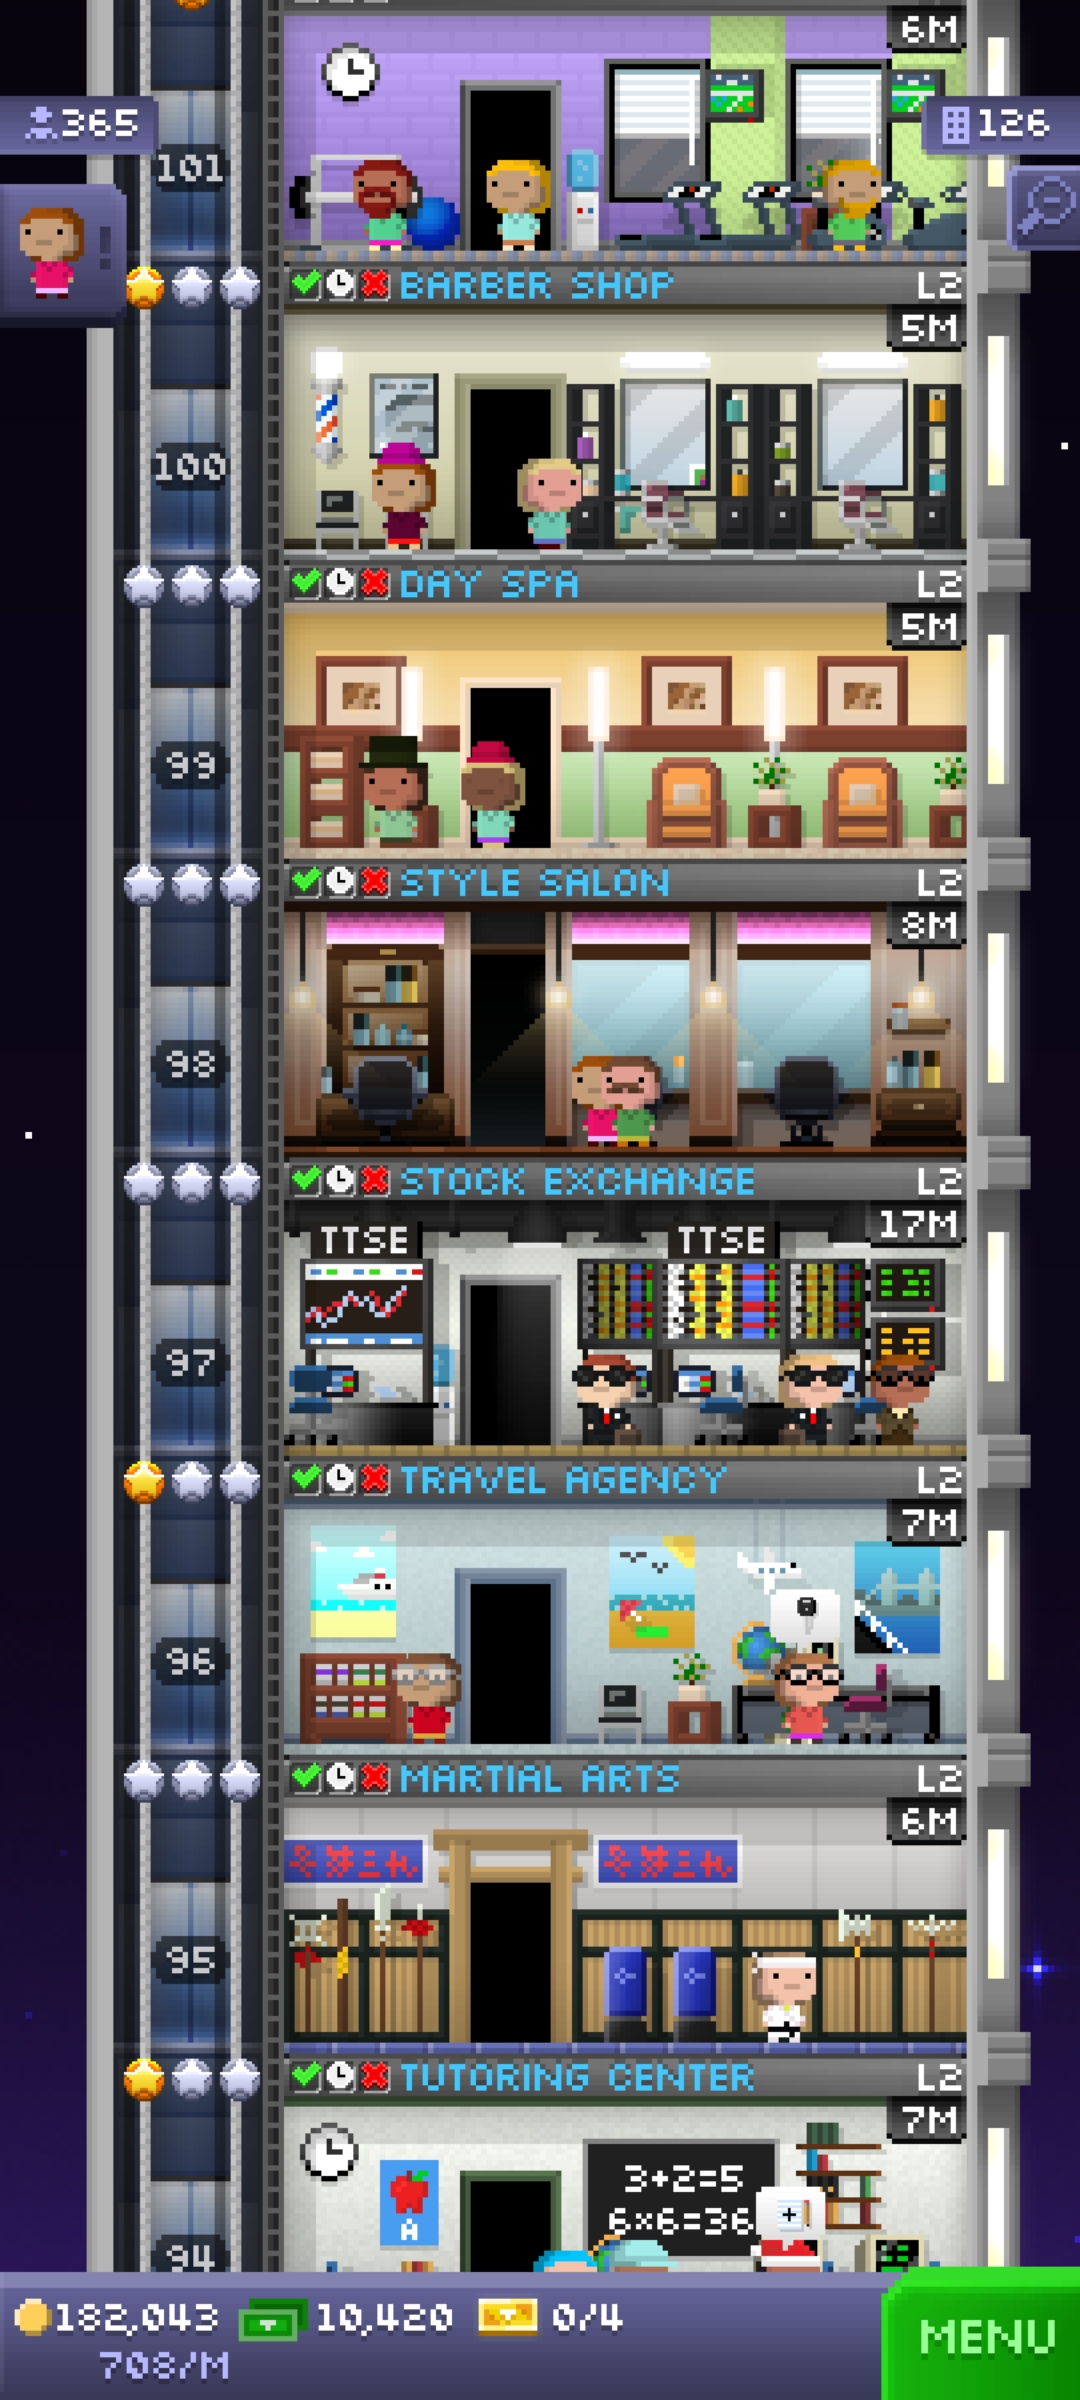 6M
365
126
101
BARBER SHOP L2
5M
100
DAY SPA L2
5M
99
STYLE SALON L2
8M
98
STOCK EXCHANGE L2
17M
TTSE TTSE
97
TRAVEL AGENCY L2
7M
96
MARTIAL ARTS L2
6M
95
TUTORING CENTER L2
7M
3+2=5
A
6x6=36
94
182,043 10,420 0/4
708/M
MENU